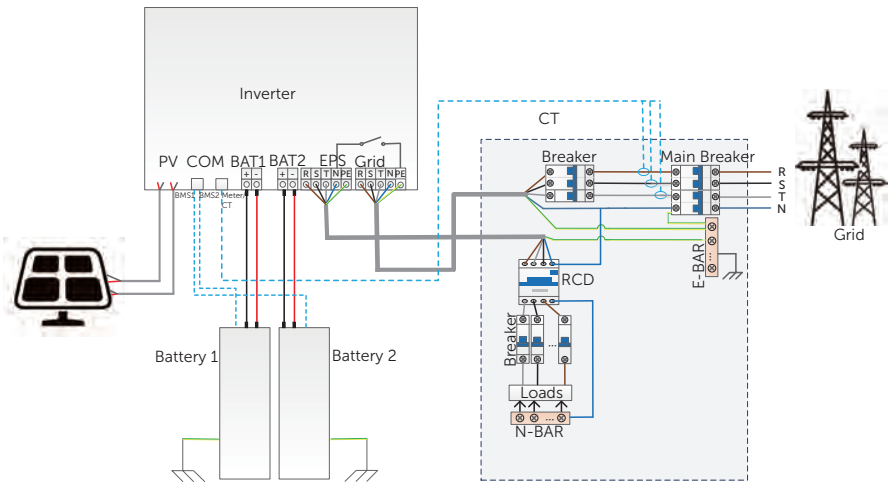 Inverter
PV COM BAT1 BAT2 EPS Grid
+ - + - R S T N PE R S T N PE
BMS1 BMS2 Meter/
CT
CT
Breaker
Main Breaker
R
S
T
N
Grid
E-BAR
RCD
Breaker
...
Loads
...
N-BAR
Battery 1
Battery 2